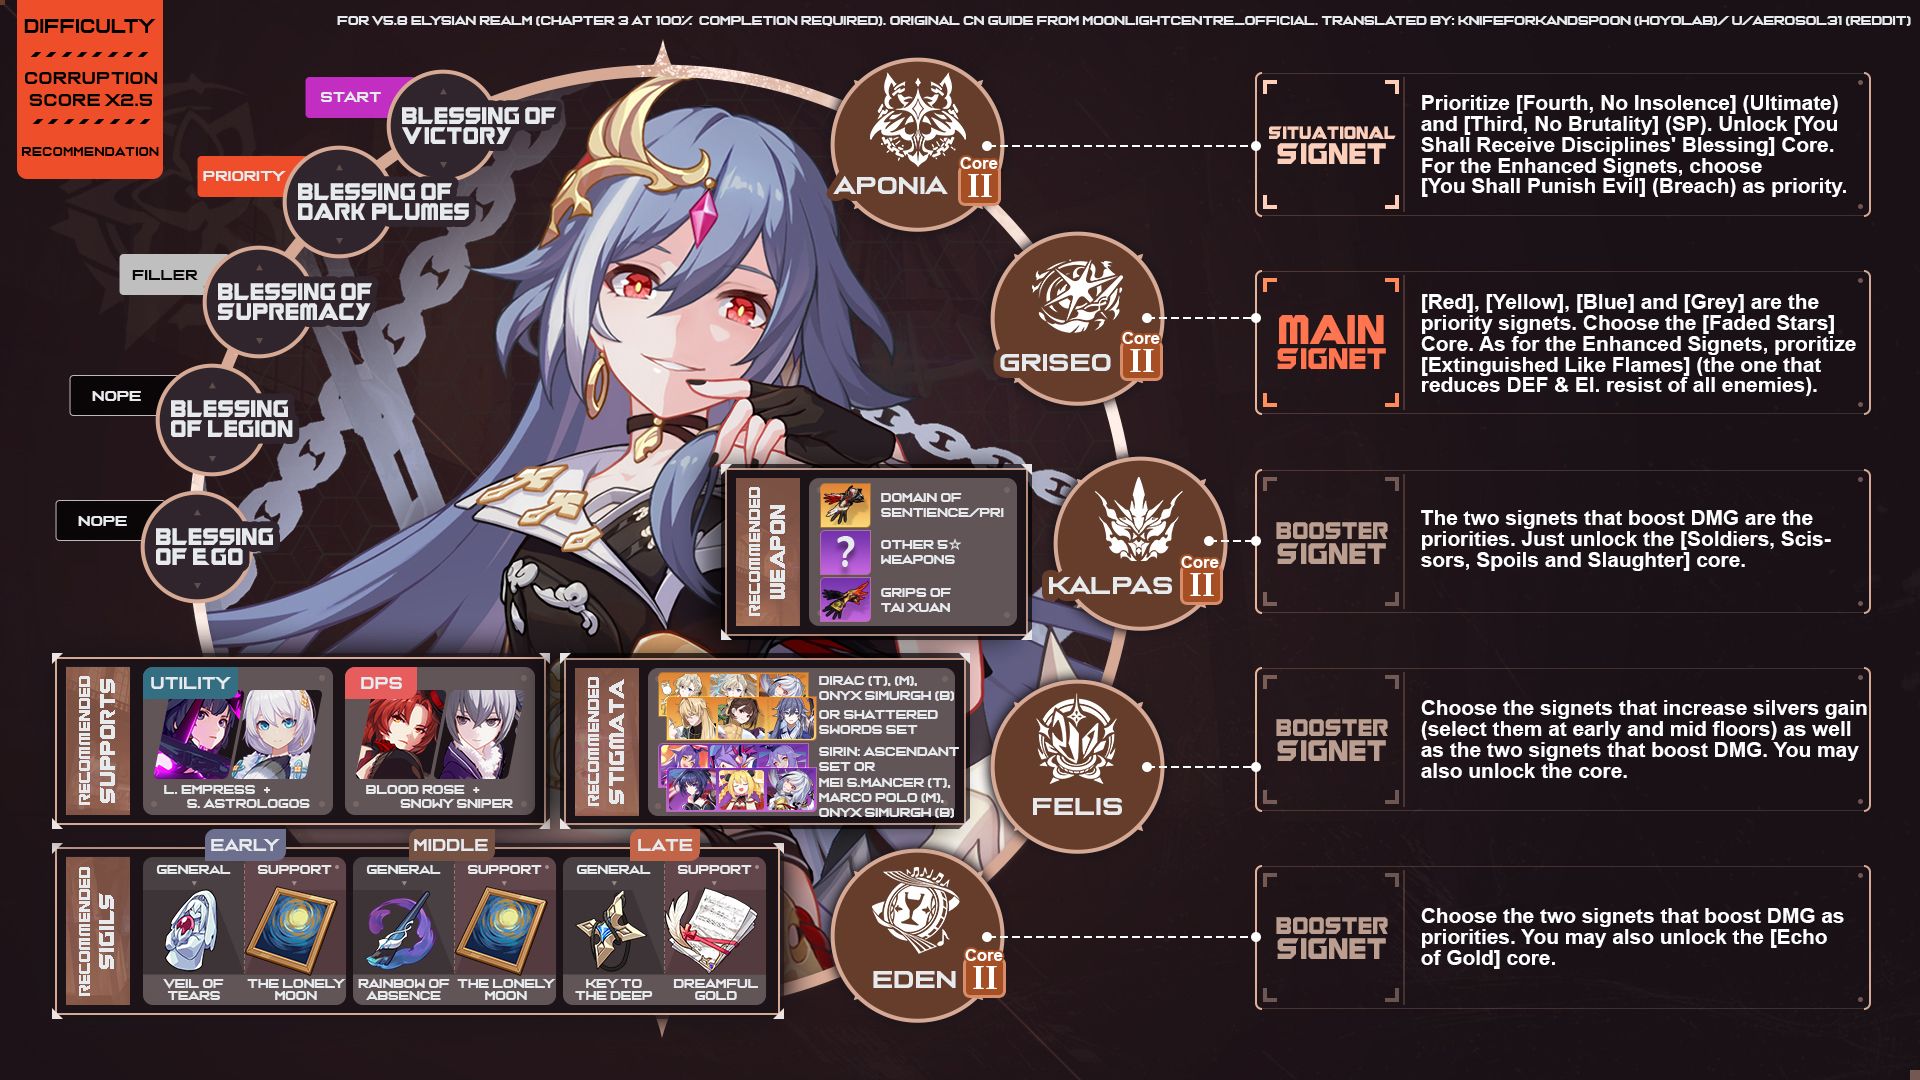 FOR V5.8 ELYSIAN REALM (CHAPTER 3 AT 100% COMPLETION REQUIRED). ORIGINAL CN GUIDE FROM MOONLIGHTCENTRE_OFFICIAL. TRANSLATED BY: KNIFEFORKANDSPOON (HOYOLAB)/ U/AEROSOL31 (REDDIT)
DIFFICULTY
CORRUPTION
SCORE X2.5
RECOMMENDATION
START
BLESSING OF
VICTORY
PRIORITY
BLESSING OF
DARK PLUMES
FILLER
BLESSING OF
SUPREMACY
NOPE
BLESSING
OF LEGION
NOPE
BLESSING
OF EGO
APONIA
Core
II
SITUATIONAL
SIGNET
Prioritize [Fourth, No Insolence] (Ultimate)
and [Third, No Brutality] (SP). Unlock [You
Shall Receive Disciplines' Blessing] Core.
For the Enhanced Signets, choose
[You Shall Punish Evil] (Breach) as priority.
GRISEO
Core
II
MAIN
SIGNET
[Red], [Yellow], [Blue] and [Grey] are the
priority signets. Choose the [Faded Stars]
Core. As for the Enhanced Signets, proritize
[Extinguished Like Flames] (the one that
reduces DEF & El. resist of all enemies).
KALPAS
Core
II
BOOSTER
SIGNET
The two signets that boost DMG are the
priorities. Just unlock the [Soldiers, Scis-
sors, Spoils and Slaughter] core.
FELIS
BOOSTER
SIGNET
Choose the signets that increase silvers gain
(select them at early and mid floors) as well
as the two signets that boost DMG. You may
also unlock the core.
EDEN
Core
II
BOOSTER
SIGNET
Choose the two signets that boost DMG as
priorities. You may also unlock the [Echo
of Gold] core.
RECOMMENDED
WEAPON
DOMAIN OF
SENTIENCE/PRI
?
OTHER 5☆
WEAPONS
GRIPS OF
TAI XUAN
RECOMMENDED
SUPPORTS
UTILITY
L. EMPRESS +
S. ASTROLOGOS
DPS
BLOOD ROSE +
SNOWY SNIPER
RECOMMENDED
STIGMATA
DIRAC (T), (M),
ONYX SIMURGH (B)
OR SHATTERED
SWORDS SET
SIRIN: ASCENDANT
SET OR
MEI S.MANCER (T),
MARCO POLO (M),
ONYX SIMURGH (B)
RECOMMENDED
SIGILS
EARLY
GENERAL
VEIL OF
TEARS
SUPPORT
THE LONELY
MOON
MIDDLE
GENERAL
RAINBOW OF
ABSENCE
SUPPORT
THE LONELY
MOON
LATE
GENERAL
KEY TO
THE DEEP
SUPPORT
DREAMFUL
GOLD